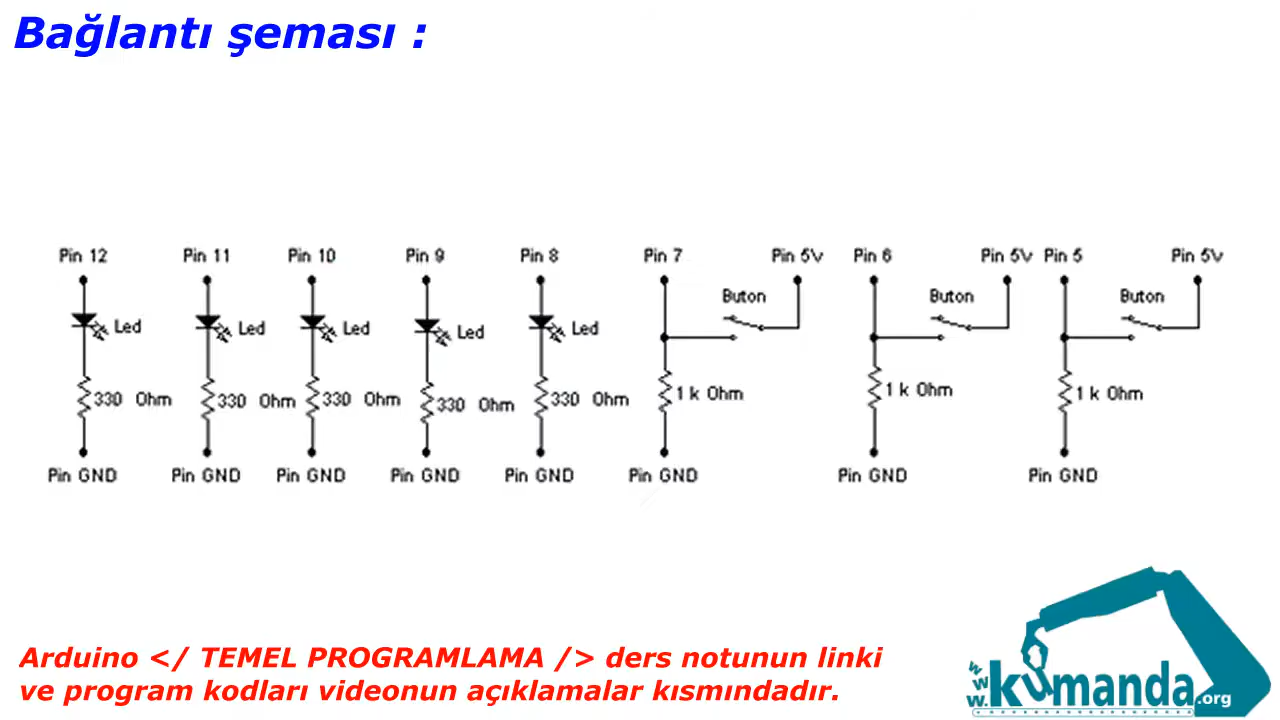 Bağlantı şeması :
Pin 12 Pin 11 Pin 10 Pin 9 Pin 8 Pin 7 Pin 5V Pin 6 Pin 5V Pin 5 Pin 5V
Buton Buton Buton
Led Led Led Led Led
330 Ohm 330 Ohm 330 Ohm 330 Ohm 330 Ohm 1 k Ohm 1 k Ohm 1 k Ohm
Pin GND Pin GND Pin GND Pin GND Pin GND Pin GND Pin GND Pin GND
Arduino </ TEMEL PROGRAMLAMA /> ders notunun linki
ve program kodları videonun açıklamalar kısmındadır.
www.kumanda.org